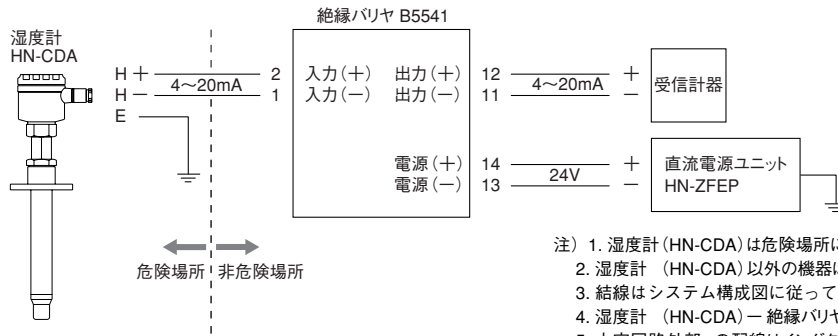 絶縁バリヤ B5541
湿度計
HN-CDA
H＋ 4～20mA 2 入力(＋) 出力(＋) 12 4～20mA ＋ 受信計器
H－ 1 入力(－) 出力(－) 11 －
E
電源(＋) 14 24V ＋ 直流電源ユニット
電源(－) 13 － HN-ZFEP
危険場所 非危険場所
注) 1. 湿度計(HN-CDA)は危険場所に
2. 湿度計 (HN-CDA)以外の機器は
3. 結線はシステム構成図に従って
4. 湿度計 (HN-CDA)－絶縁バリヤ